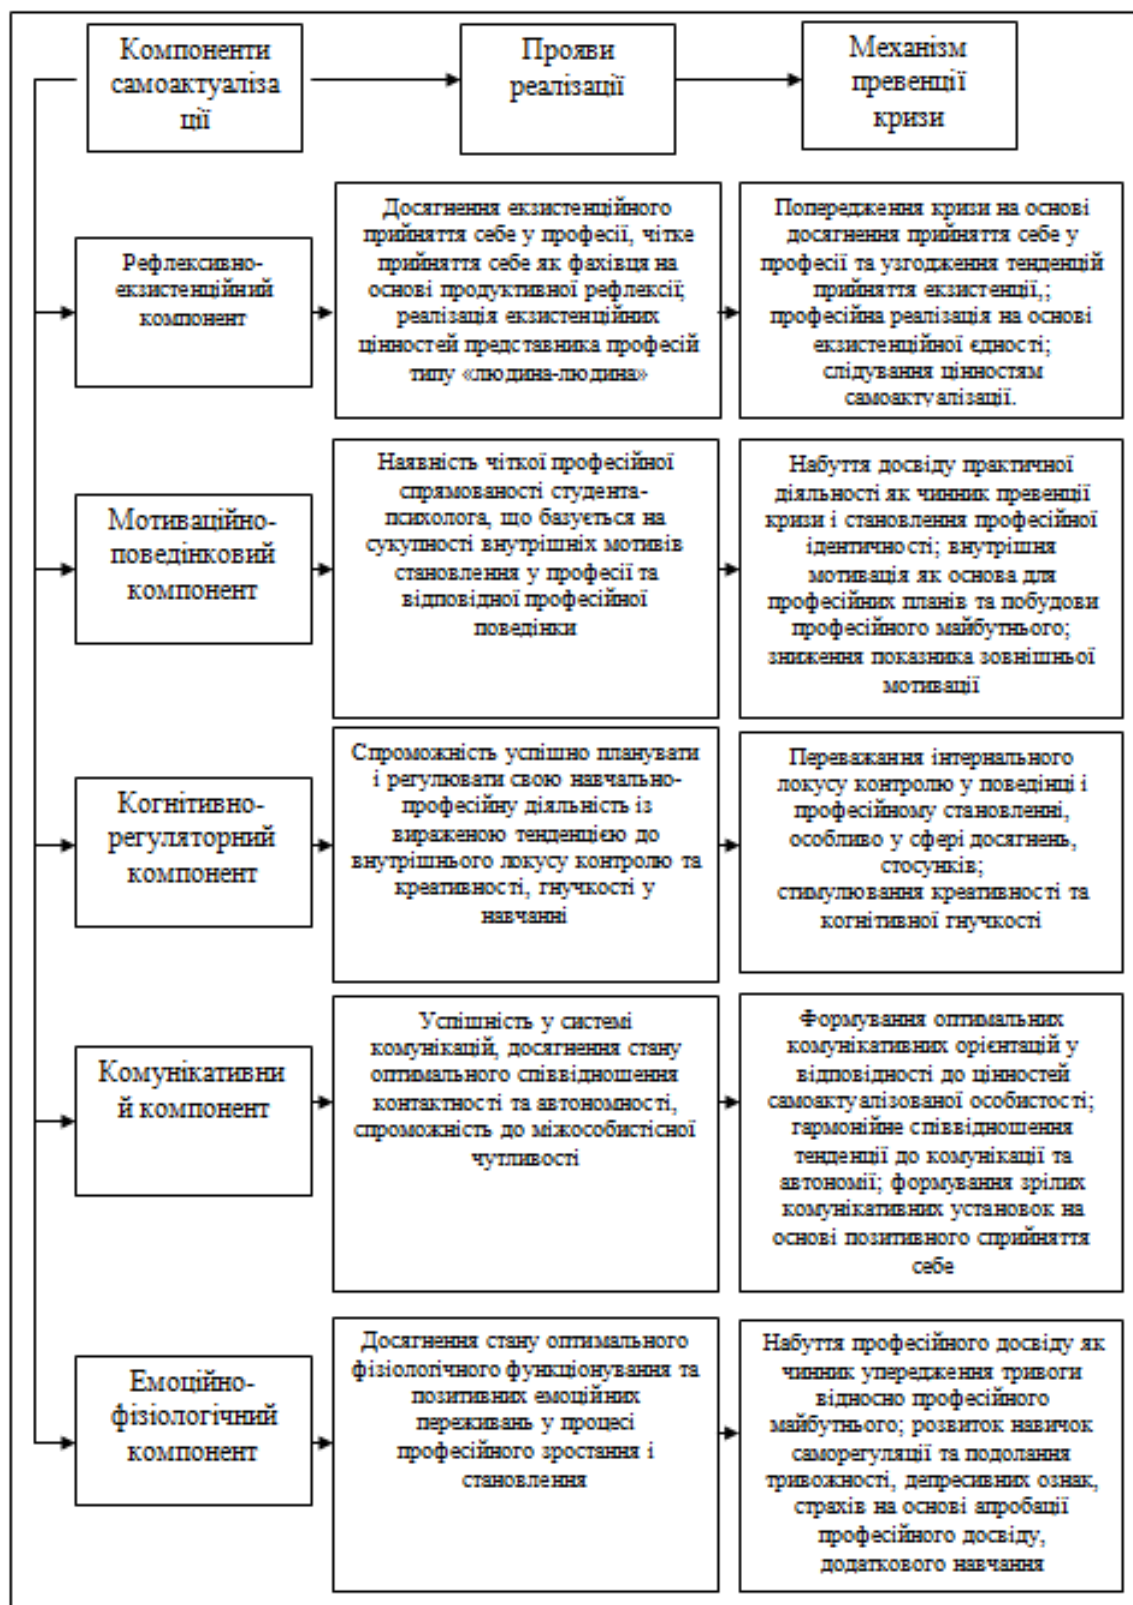 Компоненти
самоактуаліза
ції
Прояви
реалізації
Механізм
превенції
кризи
Рефлексивно-
екзистенційний
компонент
Досягнення екзистенційного
прийняття себе у професії, чітке
прийняття себе як фахівця на
основі продуктивної рефлексії;
реалізація екзистенційних
цінностей представника професій
типу «людина-людина»
Попередження кризи на основі
досягнення прийняття себе у
професії та узгодження тенденцій
прийняття екзистенції,;
професійна реалізація на основі
екзистенційної єдності;
слідування цінностям
самоактуалізації.
Мотиваційно-
поведінковий
компонент
Наявність чіткої професійної
спрямованості студента-
психолога, що базується на
сукупності внутрішніх мотивів
становлення у професії та
відповідної професійної
поведінки
Набуття досвіду практичної
діяльності як чинник превенції
кризи і становлення професійної
ідентичності; внутрішня
мотивація як основа для
професійних планів та побудови
професійного майбутнього;
зниження показника зовнішньої
мотивації
Когнітивно-
регуляторний
компонент
Спроможність успішно планувати
і регулювати свою навчально-
професійну діяльність із
вираженою тенденцією до
внутрішнього локусу контролю та
креативності, гнучкості у
навчанні
Переважання інтернального
локусу контролю у поведінці і
професійному становленні,
особливо у сфері досягнень,
стосунків;
стимулювання креативності та
когнітивної гнучкості
Комунікативни
й компонент
Успішність у системі
комунікацій, досягнення стану
оптимального співвідношення
контактності та автономності,
спроможність до міжособистісної
чутливості
Формування оптимальних
комунікативних орієнтацій у
відповідності до цінностей
самоактуалізованої особистості;
гармонійне співвідношення
тенденції до комунікації та
автономії; формування зрілих
комунікативних установок на
основі позитивного сприйняття
себе
Емоційно-
фізіологічний
компонент
Досягнення стану оптимального
фізіологічного функціонування та
позитивних емоційних
переживань у процесі
професійного зростання і
становлення
Набуття професійного досвіду як
чинник упередження тривоги
відносно професійного
майбутнього; розвиток навичок
саморегуляції та подолання
тривожності, депресивних ознак,
страхів на основі апробації
професійного досвіду,
додаткового навчання